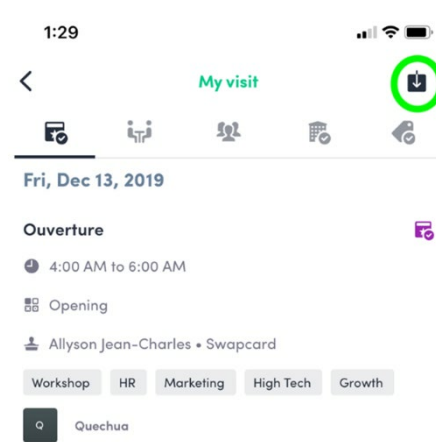 1:29
My visit
Fri, Dec 13, 2019
Ouverture
4:00 AM to 6:00 AM
Opening
Allyson Jean-Charles • Swapcard
Workshop HR Marketing High Tech Growth
Q Quechua